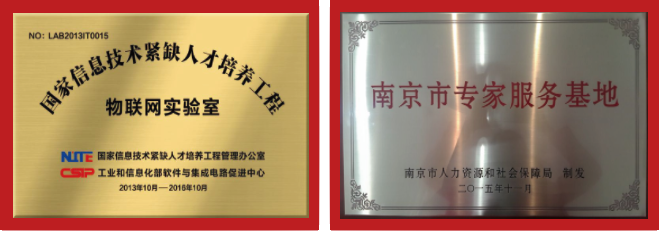 NO: LAB2013IT0015
国家信息技术紧缺人才培养工程
物联网实验室
NITE 国家信息技术紧缺人才培养工程管理办公室
CSIP 工业和信息化部软件与集成电路促进中心
2013年10月—2016年10月
南京市专家服务基地
南京市人力资源和社会保障局 制发
二〇一五年十一月